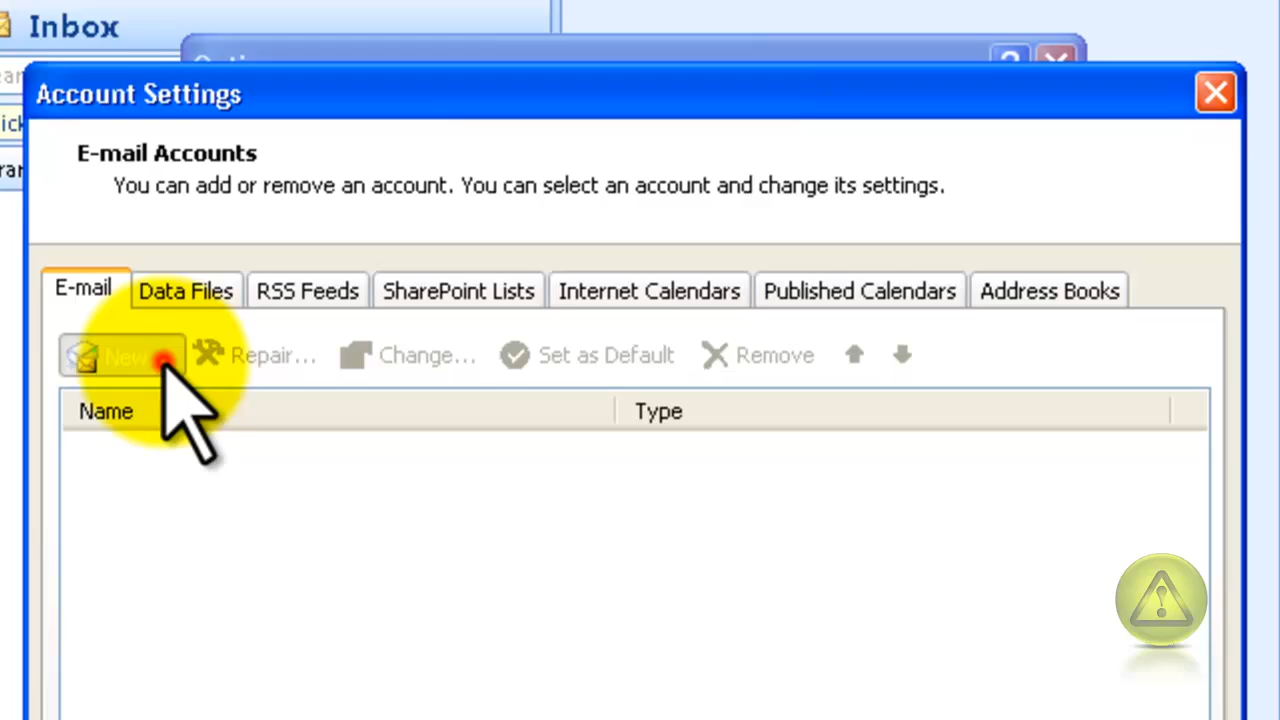 Inbox
Account Settings
E-mail Accounts
You can add or remove an account. You can select an account and change its settings.
E-mail Data Files RSS Feeds SharePoint Lists Internet Calendars Published Calendars Address Books
New Repair... Change... Set as Default Remove
Name Type